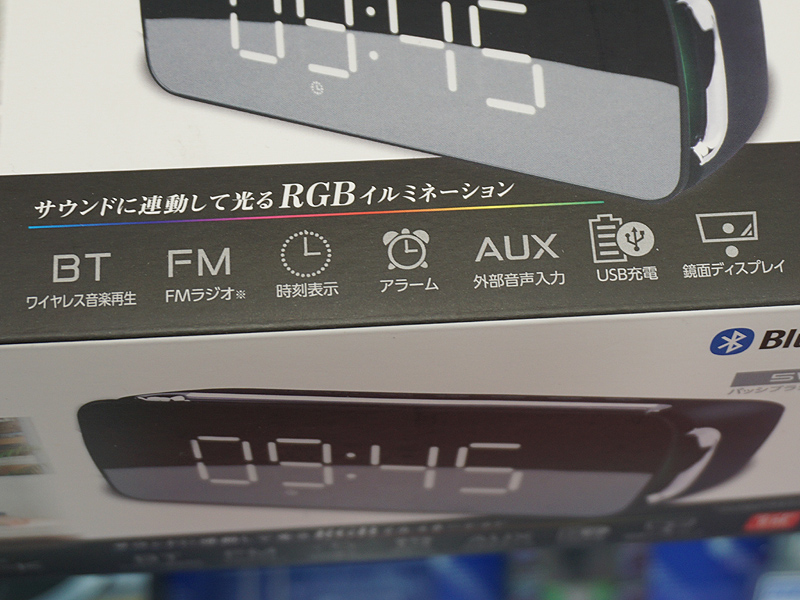 09:45
サウンドに連動して光るRGBイルミネーション
BT FM AUX
ワイヤレス音楽再生 FMラジオ※ 時刻表示 アラーム 外部音声入力 USB充電 鏡面ディスプレイ
09:45